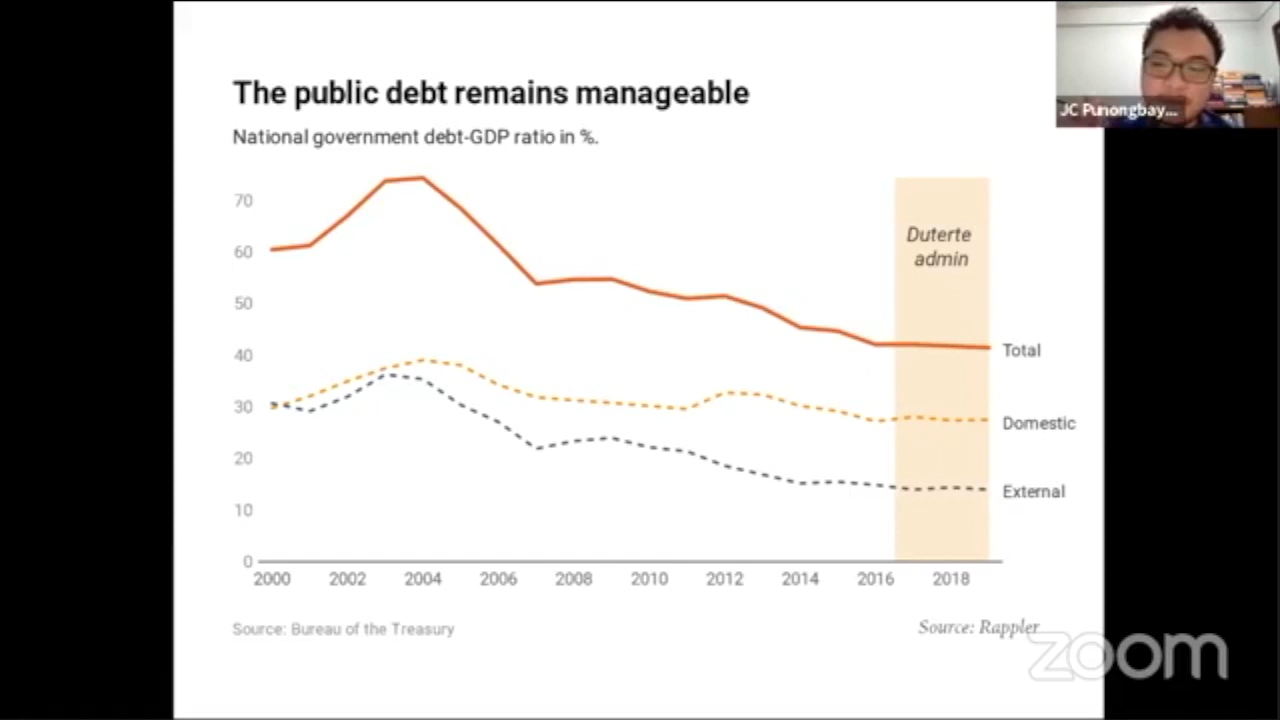 The public debt remains manageable
JC Punongbay...
National government debt-GDP ratio in %.
70
60
50
40
30
20
10
0
Duterte
admin
Total
Domestic
External
2000 2002 2004 2006 2008 2010 2012 2014 2016 2018
Source: Bureau of the Treasury
Source: Rappler
zoom